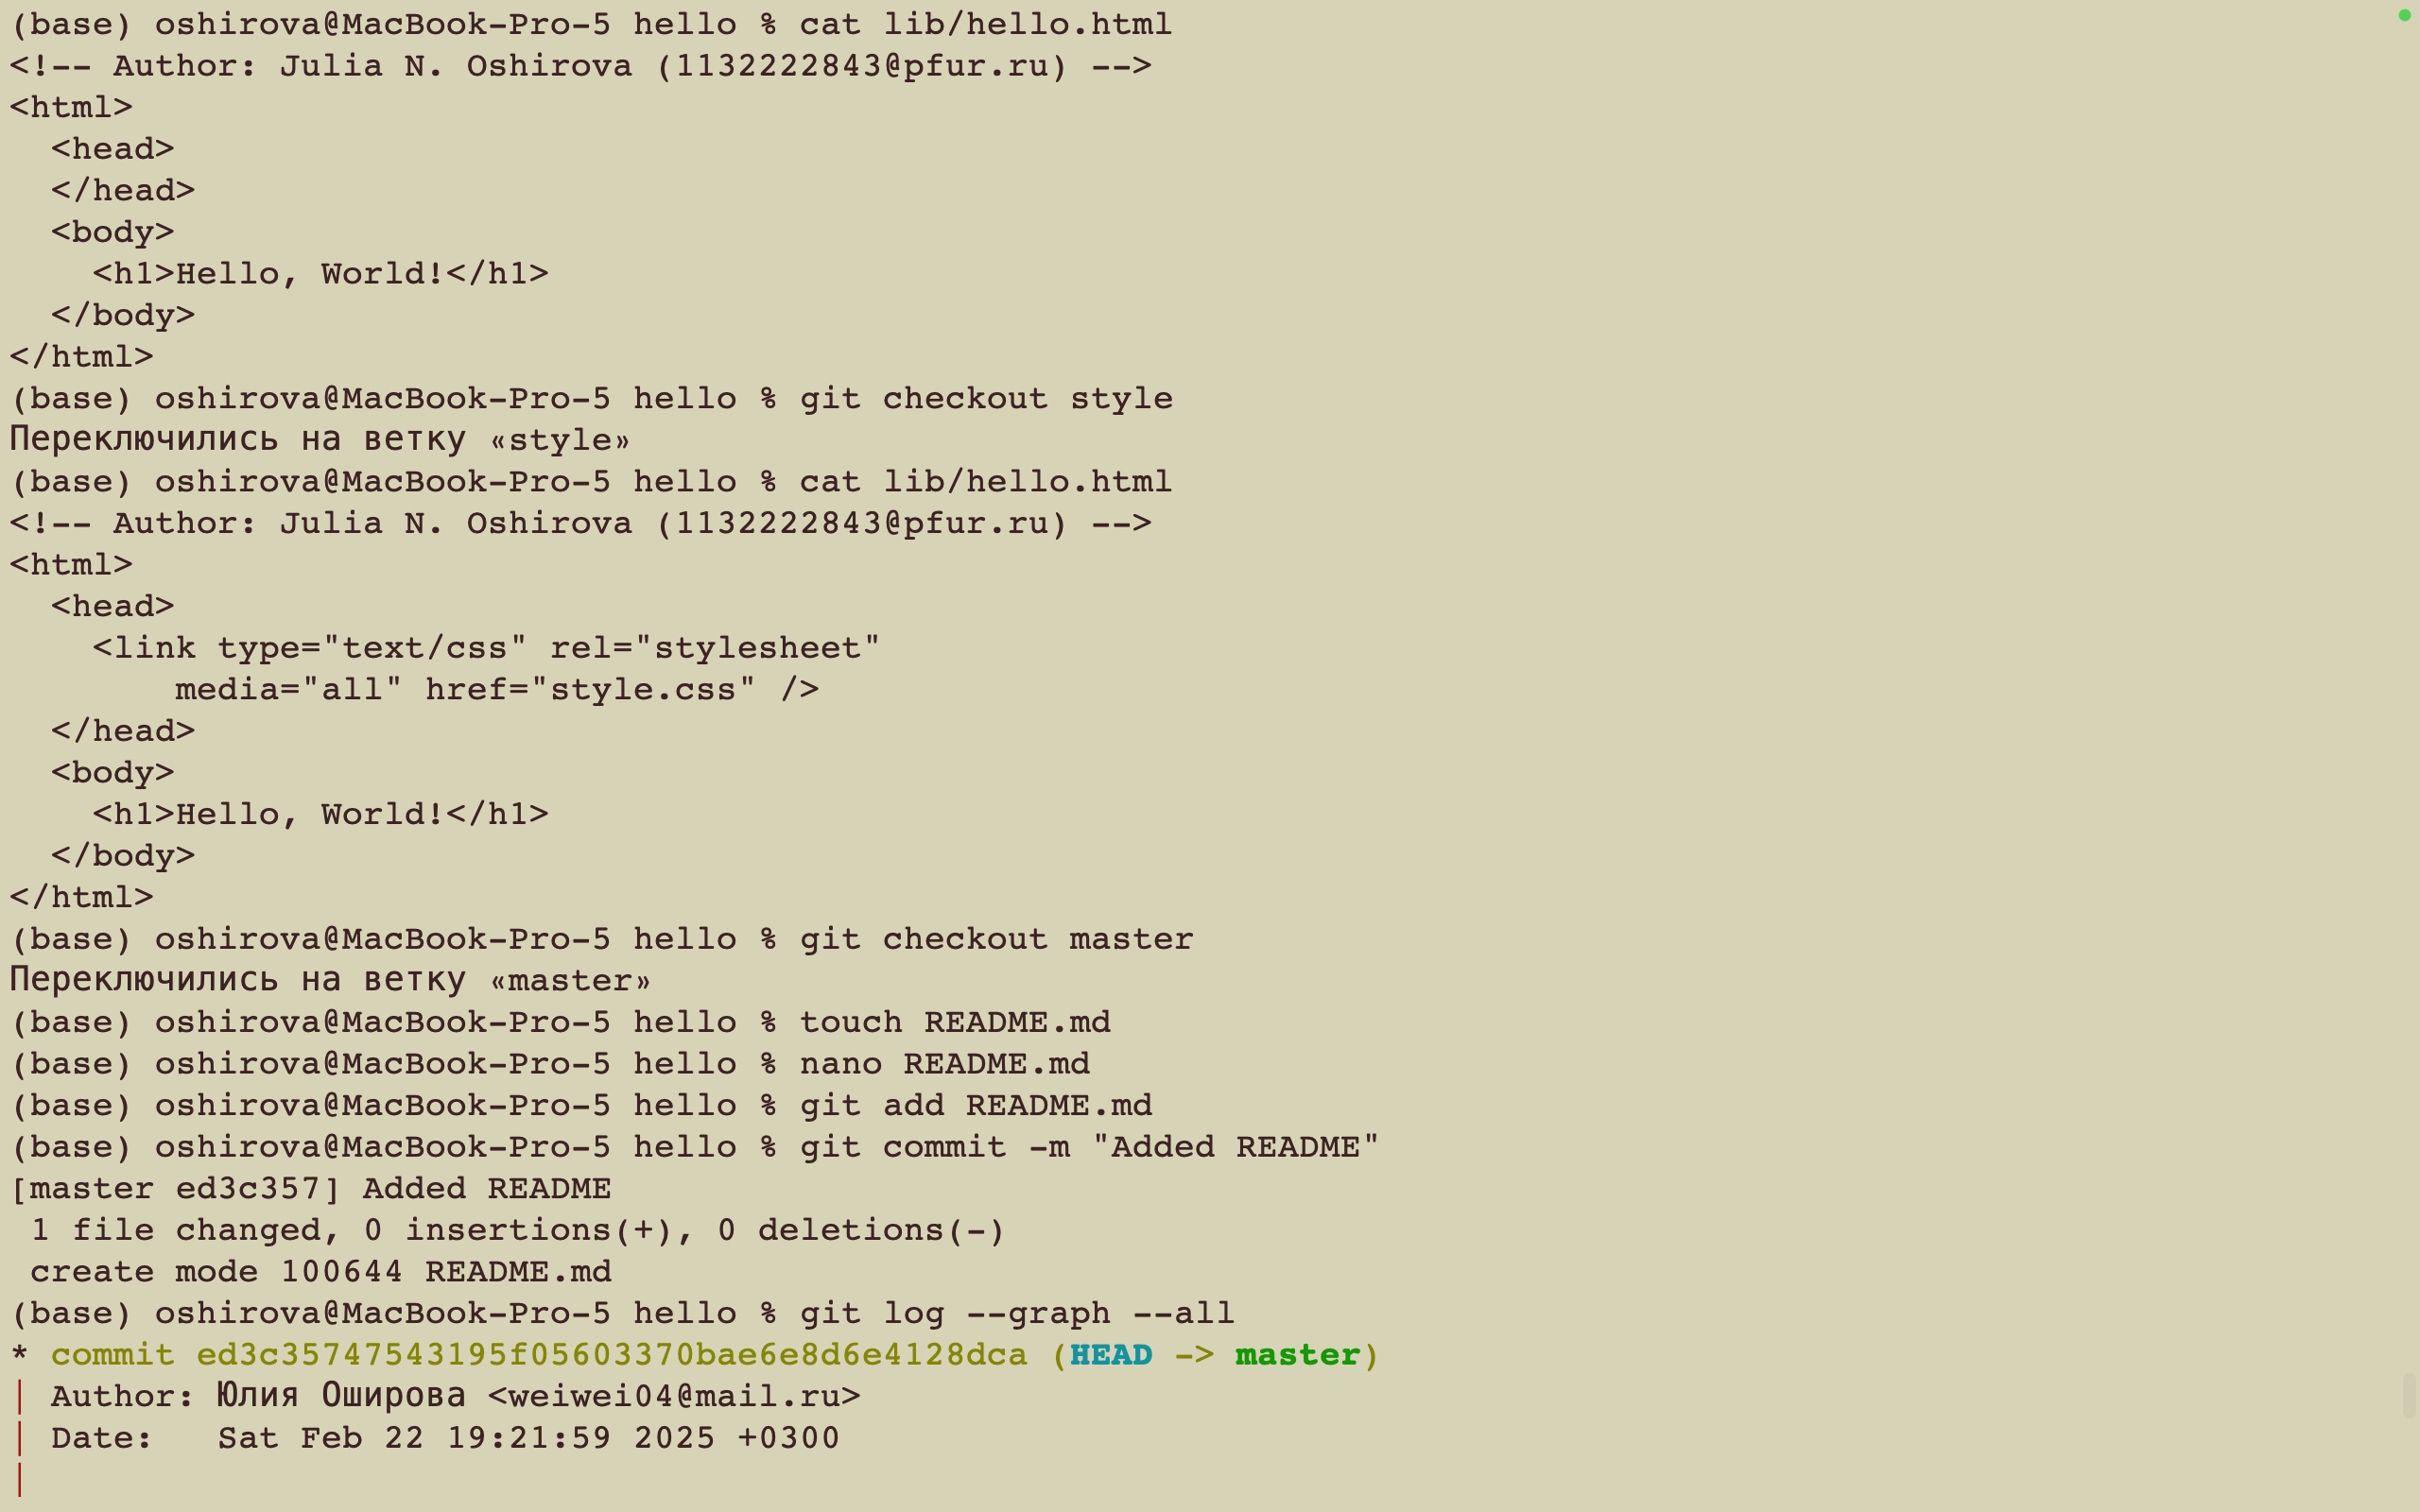 (base) oshirova@MacBook-Pro-5 hello % cat lib/hello.html
<!-- Author: Julia N. Oshirova (1132222843@pfur.ru) -->
<html>
  <head>
  </head>
  <body>
    <h1>Hello, World!</h1>
  </body>
</html>
(base) oshirova@MacBook-Pro-5 hello % git checkout style
Переключились на ветку «style»
(base) oshirova@MacBook-Pro-5 hello % cat lib/hello.html
<!-- Author: Julia N. Oshirova (1132222843@pfur.ru) -->
<html>
  <head>
    <link type="text/css" rel="stylesheet"
        media="all" href="style.css" />
  </head>
  <body>
    <h1>Hello, World!</h1>
  </body>
</html>
(base) oshirova@MacBook-Pro-5 hello % git checkout master
Переключились на ветку «master»
(base) oshirova@MacBook-Pro-5 hello % touch README.md
(base) oshirova@MacBook-Pro-5 hello % nano README.md
(base) oshirova@MacBook-Pro-5 hello % git add README.md
(base) oshirova@MacBook-Pro-5 hello % git commit -m "Added README"
[master ed3c357] Added README
 1 file changed, 0 insertions(+), 0 deletions(-)
 create mode 100644 README.md
(base) oshirova@MacBook-Pro-5 hello % git log --graph --all
* commit ed3c35747543195f05603370bae6e8d6e4128dca (HEAD -> master)
| Author: Юлия Оширова <weiwei04@mail.ru>
| Date:   Sat Feb 22 19:21:59 2025 +0300
|